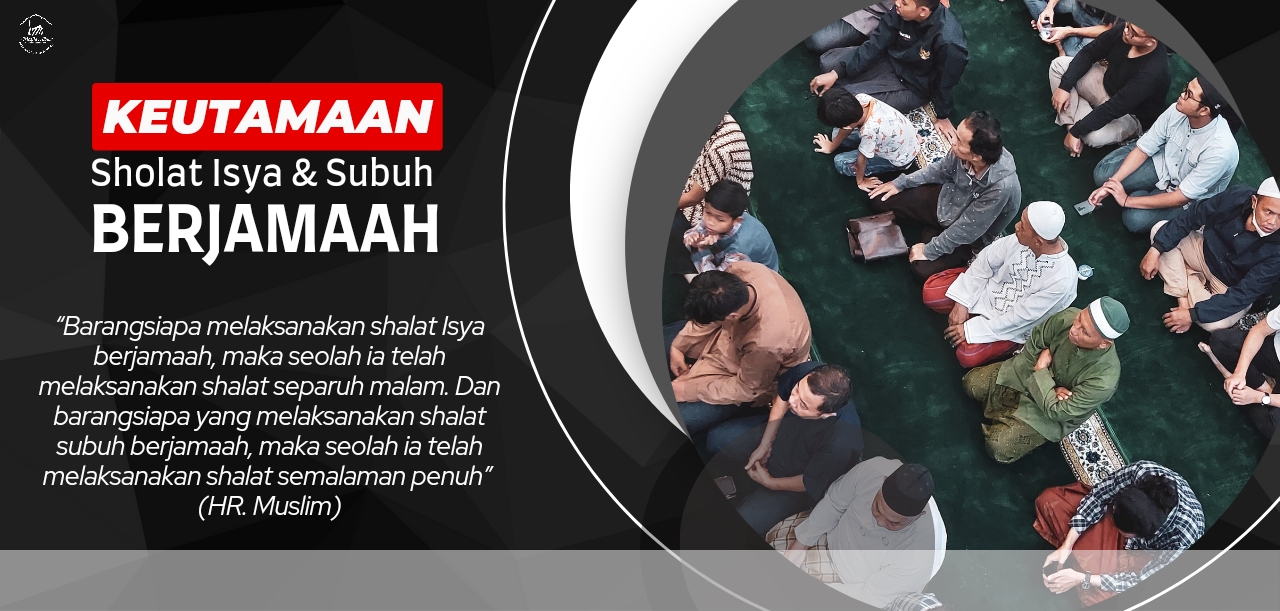 KEUTAMAAN
Sholat Isya & Subuh
BERJAMAAH
“Barangsiapa melaksanakan shalat Isya
berjamaah, maka seolah ia telah
melaksanakan shalat separuh malam. Dan
barangsiapa yang melaksanakan shalat
subuh berjamaah, maka seolah ia telah
melaksanakan shalat semalaman penuh”
(HR. Muslim)